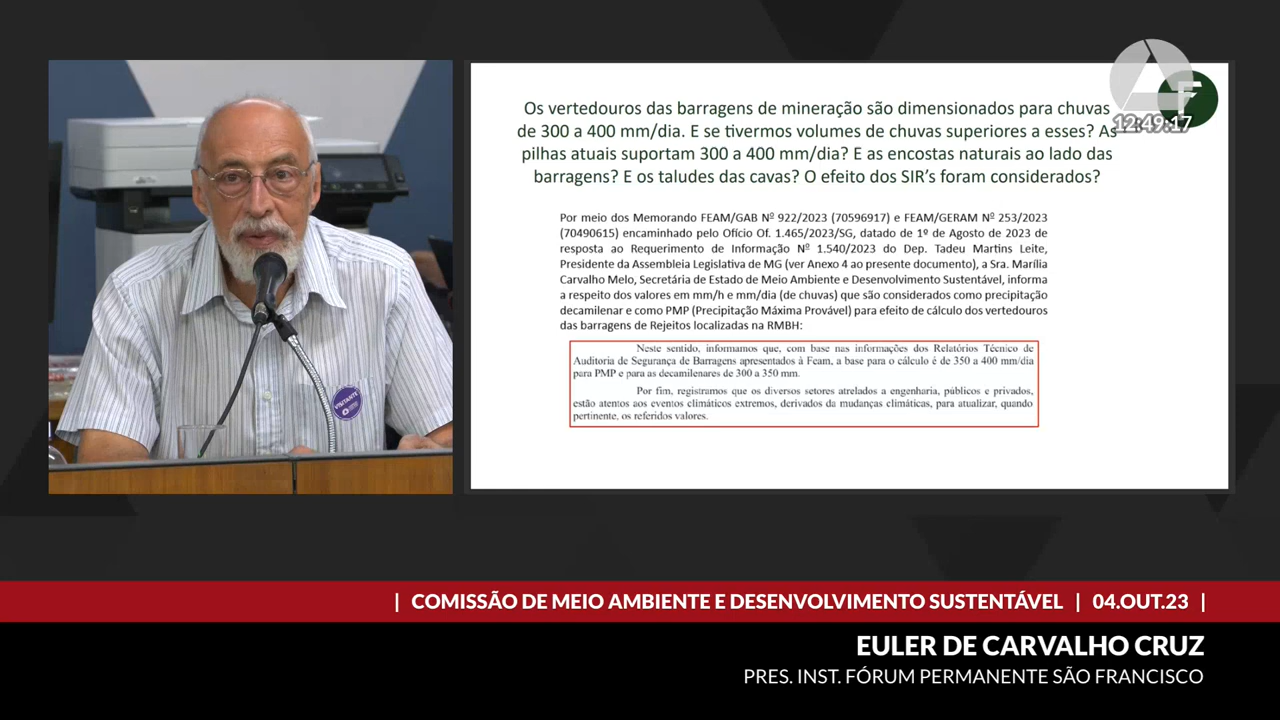 Os vertedouros das barragens de mineração são dimensionados para chuvas
de 300 a 400 mm/dia. E se tivermos volumes de chuvas superiores a esses? As
pilhas atuais suportam 300 a 400 mm/dia? E as encostas naturais ao lado das
barragens? E os taludes das cavas? O efeito dos SIR's foram considerados?
12:49:17
Por meio dos Memorando FEAM/GAB Nº 922/2023 (70596917) e FEAM/GERAM Nº 253/2023
(70490615) encaminhado pelo Ofício Of. 1.465/2023/SG, datado de 1º de Agosto de 2023 de
resposta ao Requerimento de Informação Nº 1.540/2023 do Dep. Tadeu Martins Leite,
Presidente da Assembleia Legislativa de MG (ver Anexo 4 ao presente documento), a Sra. Marília
Carvalho Melo, Secretária de Estado de Meio Ambiente e Desenvolvimento Sustentável, informa
a respeito dos valores em mm/h e mm/dia (de chuvas) que são considerados como precipitação
decamilenar e como PMP (Precipitação Máxima Provável) para efeito de cálculo dos vertedouros
das barragens de Rejeitos localizadas na RMBH:
Neste sentido, informamos que, com base nas informações dos Relatórios Técnico de
Auditoria de Segurança de Barragens apresentados à Feam, a base para o cálculo é de 350 a 400 mm/dia
para PMP e para as decamilenares de 300 a 350 mm.
Por fim, registramos que os diversos setores atrelados a engenharia, públicos e privados,
estão atentos aos eventos climáticos extremos, derivados da mudanças climáticas, para atualizar, quando
pertinente, os referidos valores.
VISITANTE
| COMISSÃO DE MEIO AMBIENTE E DESENVOLVIMENTO SUSTENTÁVEL | 04.OUT.23 |
EULER DE CARVALHO CRUZ
PRES. INST. FÓRUM PERMANENTE SÃO FRANCISCO